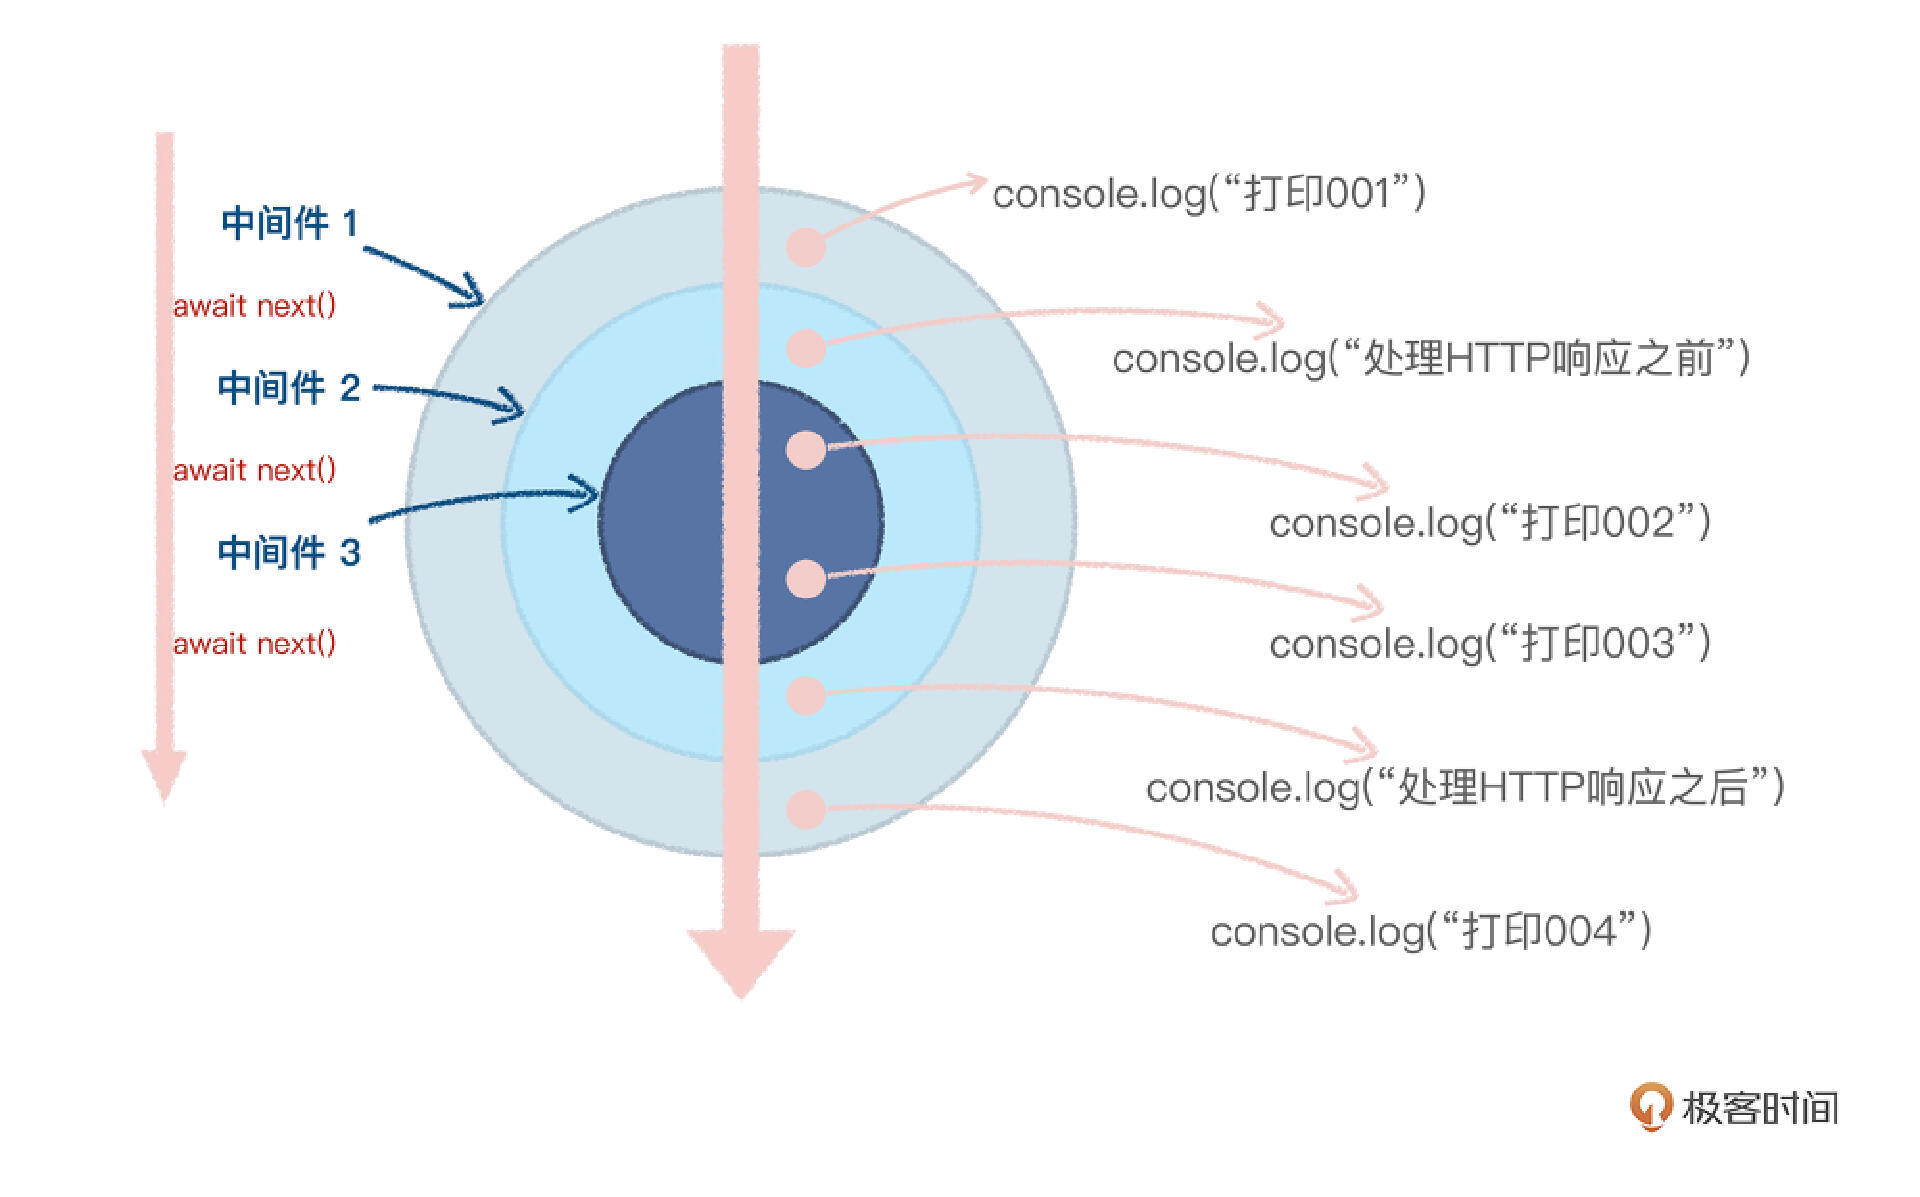 console.log(“打印001”)
中间件 1
await next()
console.log(“处理HTTP响应之前”)
中间件 2
await next()
console.log(“打印002”)
中间件 3
await next()
console.log(“打印003”)
console.log(“处理HTTP响应之后”)
console.log(“打印004”)
极客时间